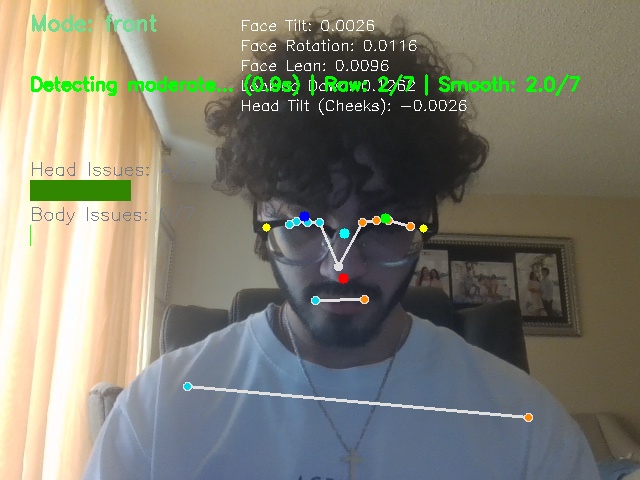 Mode: front
Face Tilt: 0.0026
Face Rotation: 0.0116
Face Lean: 0.0096
Detecting moderate... (0.0s) | Raw: 2/7 | Smooth: 2.0/7
Head Tilt (Cheeks): -0.0026
Head Issues:
Body Issues: